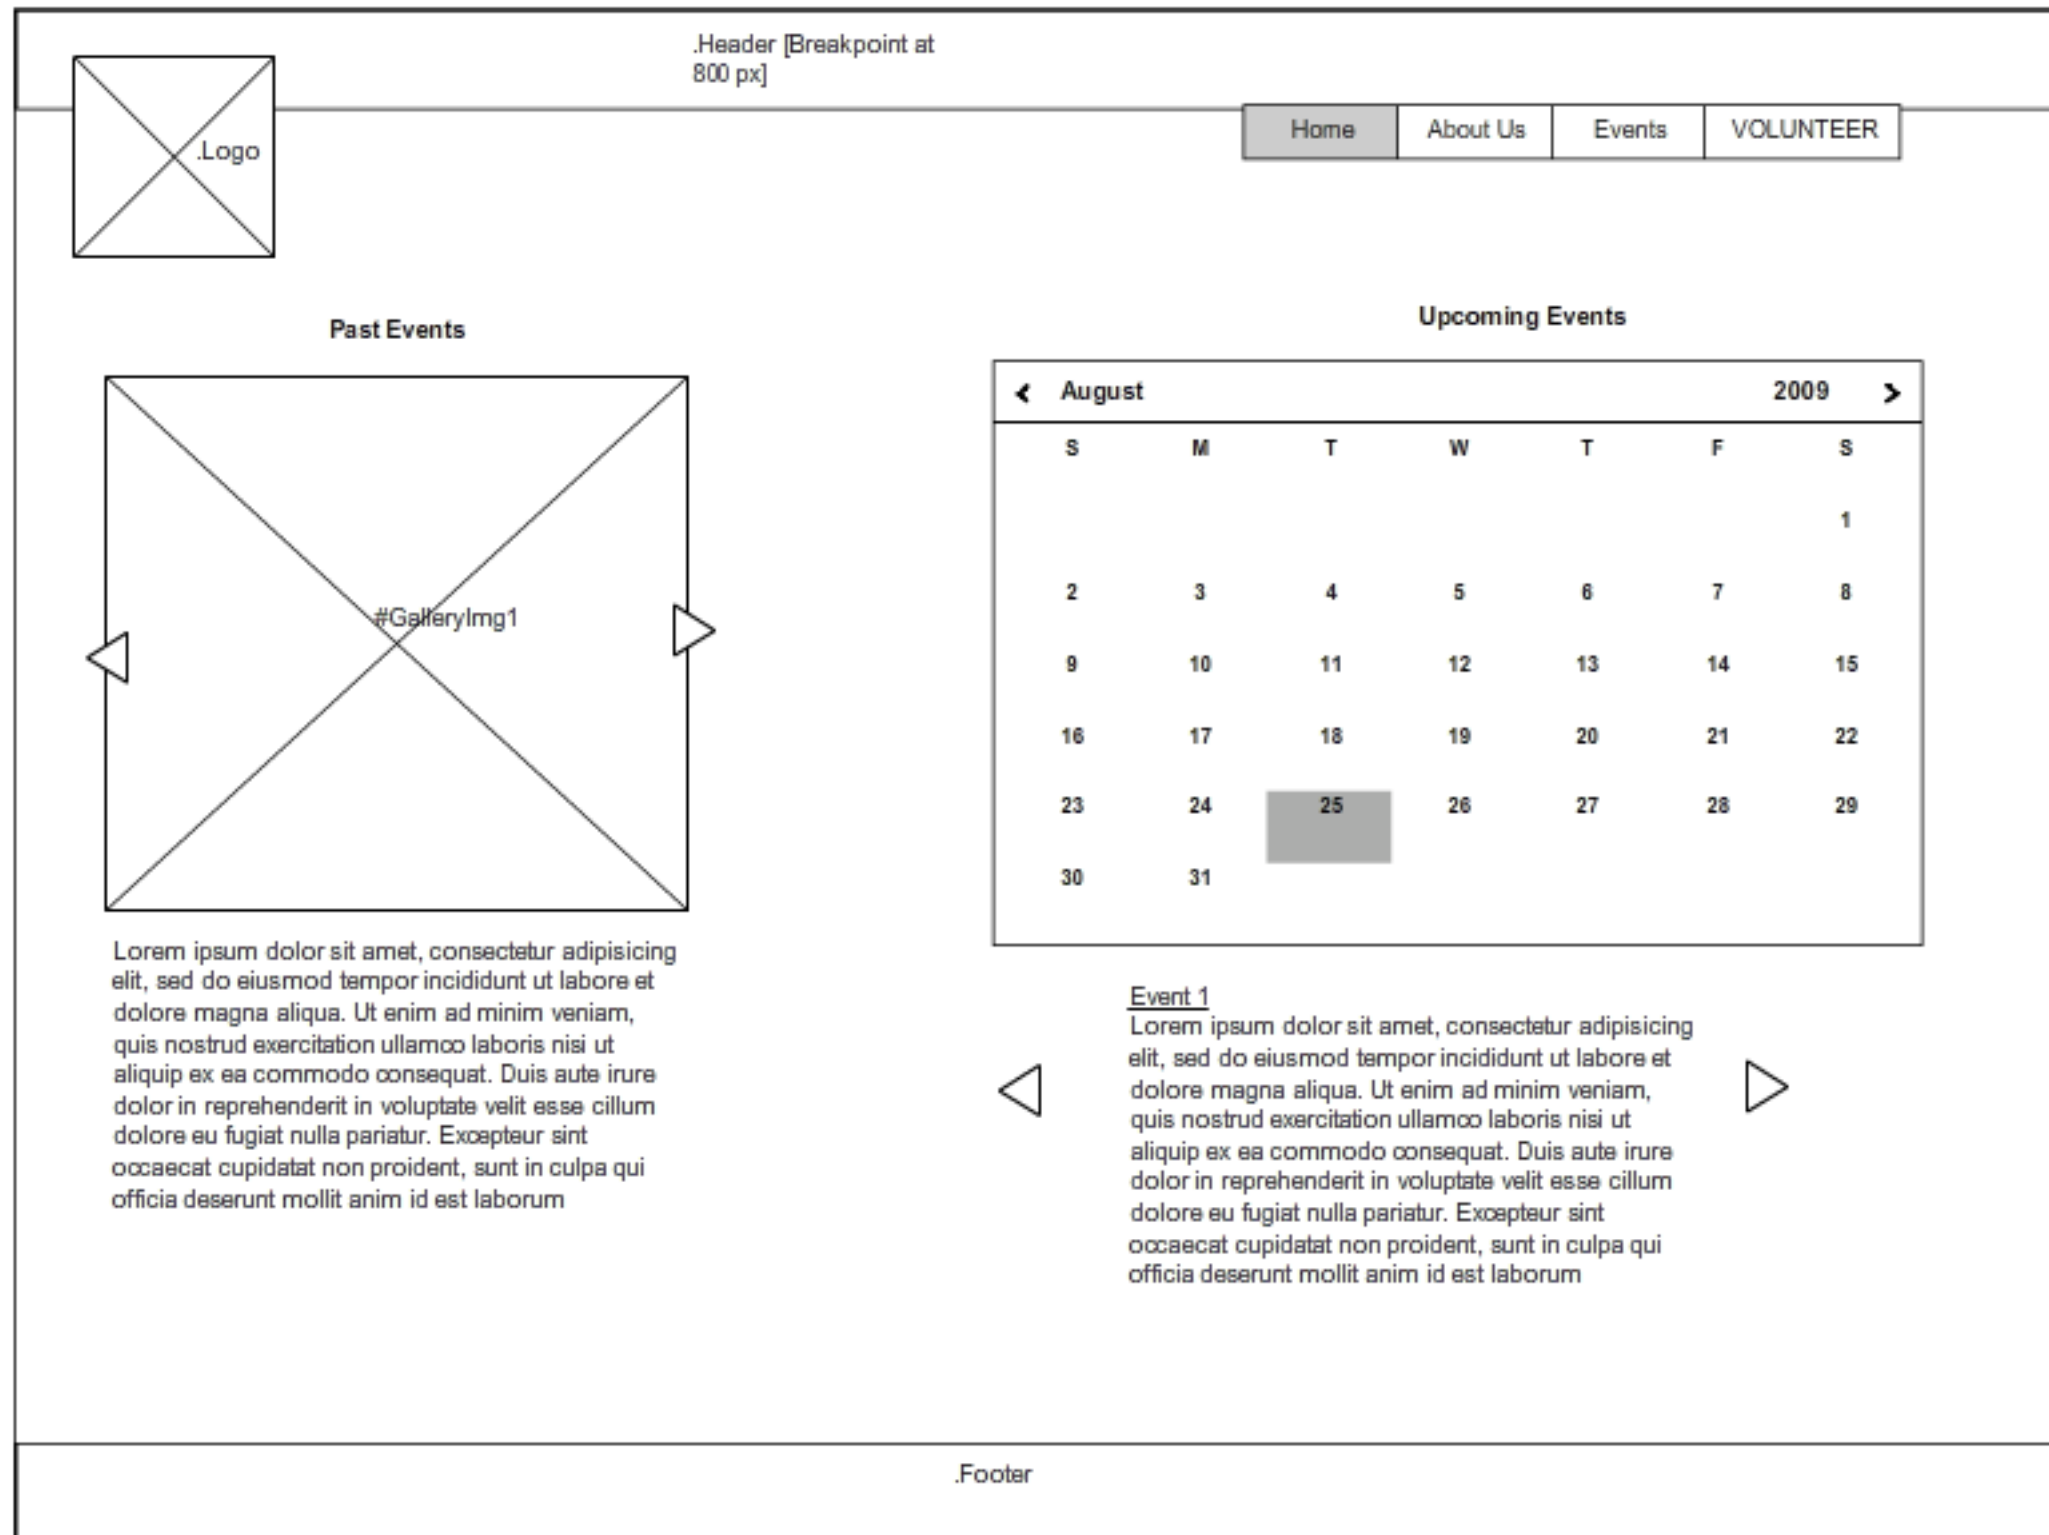 .Header [Breakpoint at
800 px]
.Logo
Home About Us Events VOLUNTEER
Past Events
#GalleryImg1
Lorem ipsum dolor sit amet, consectetur adipisicing
elit, sed do eiusmod tempor incididunt ut labore et
dolore magna aliqua. Ut enim ad minim veniam,
quis nostrud exercitation ullamco laboris nisi ut
aliquip ex ea commodo consequat. Duis aute irure
dolor in reprehenderit in voluptate velit esse cillum
dolore eu fugiat nulla pariatur. Excepteur sint
occaecat cupidatat non proident, sunt in culpa qui
officia deserunt mollit anim id est laborum
Upcoming Events
August 2009
S M T W T F S
1
2 3 4 5 6 7 8
9 10 11 12 13 14 15
16 17 18 19 20 21 22
23 24 25 26 27 28 29
30 31
Event 1
Lorem ipsum dolor sit amet, consectetur adipisicing
elit, sed do eiusmod tempor incididunt ut labore et
dolore magna aliqua. Ut enim ad minim veniam,
quis nostrud exercitation ullamco laboris nisi ut
aliquip ex ea commodo consequat. Duis aute irure
dolor in reprehenderit in voluptate velit esse cillum
dolore eu fugiat nulla pariatur. Excepteur sint
occaecat cupidatat non proident, sunt in culpa qui
officia deserunt mollit anim id est laborum
.Footer